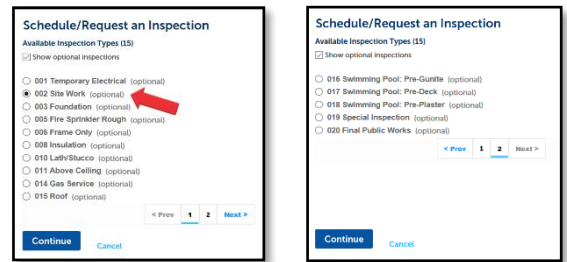 Schedule/Request an Inspection
Available Inspection Types (15)
Show optional inspections
001 Temporary Electrical (optional)
002 Site Work (optional)
003 Foundation (optional)
005 Fire Sprinkler Rough (optional)
006 Frame Only (optional)
008 Insulation (optional)
010 Lath/Stucco (optional)
011 Above Ceiling (optional)
014 Gas Service (optional)
015 Roof (optional)
< Prev 1 2 Next >
Continue Cancel
Schedule/Request an Inspection
Available Inspection Types (15)
Show optional inspections
016 Swimming Pool: Pre-Gunite (optional)
017 Swimming Pool: Pre-Deck (optional)
018 Swimming Pool: Pre-Plaster (optional)
019 Special Inspection (optional)
020 Final Public Works (optional)
< Prev 1 2 Next >
Continue Cancel